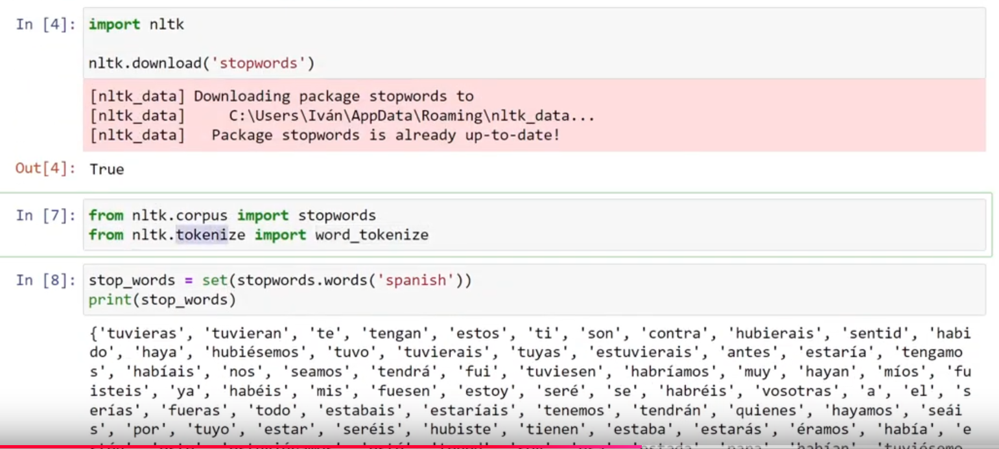 In [4]: import nltk
nltk.download('stopwords')
[nltk_data] Downloading package stopwords to
[nltk_data]     C:\Users\Iván\AppData\Roaming\nltk_data...
[nltk_data]   Package stopwords is already up-to-date!
Out[4]: True
In [7]: from nltk.corpus import stopwords
from nltk.tokenize import word_tokenize
In [8]: stop_words = set(stopwords.words('spanish'))
print(stop_words)
{'tuvieras', 'tuvieran', 'te', 'tengan', 'estos', 'ti', 'son', 'contra', 'hubierais', 'sentid', 'habi
do', 'haya', 'hubiésemos', 'tuvo', 'tuvierais', 'tuyas', 'estuvierais', 'antes', 'estaría', 'tengamo
s', 'habíais', 'nos', 'seamos', 'tendrá', 'fui', 'tuviesen', 'habríamos', 'muy', 'hayan', 'míos', 'fu
isteis', 'ya', 'habéis', 'mis', 'fuesen', 'estoy', 'seré', 'se', 'habréis', 'vosotras', 'a', 'el', 's
erías', 'fueras', 'todo', 'estabais', 'estaríais', 'tenemos', 'tendrán', 'quienes', 'hayamos', 'seái
s', 'por', 'tuyo', 'estar', 'seréis', 'hubiste', 'tienen', 'estaba', 'estarás', 'éramos', 'había', 'e